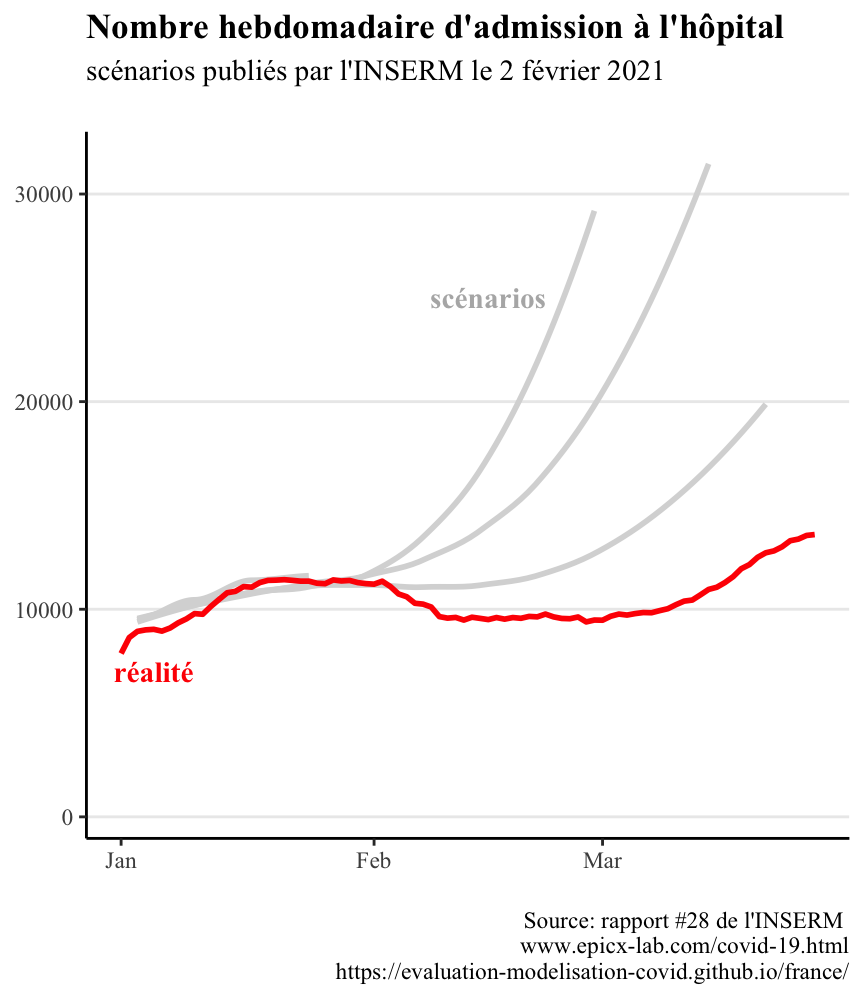 Nombre hebdomadaire d'admission à l'hôpital
scénarios publiés par l'INSERM le 2 février 2021
30000
scénarios
20000
10000
réalité
0
Jan Feb Mar
Source: rapport #28 de l'INSERM
www.epicx-lab.com/covid-19.html
https://evaluation-modelisation-covid.github.io/france/